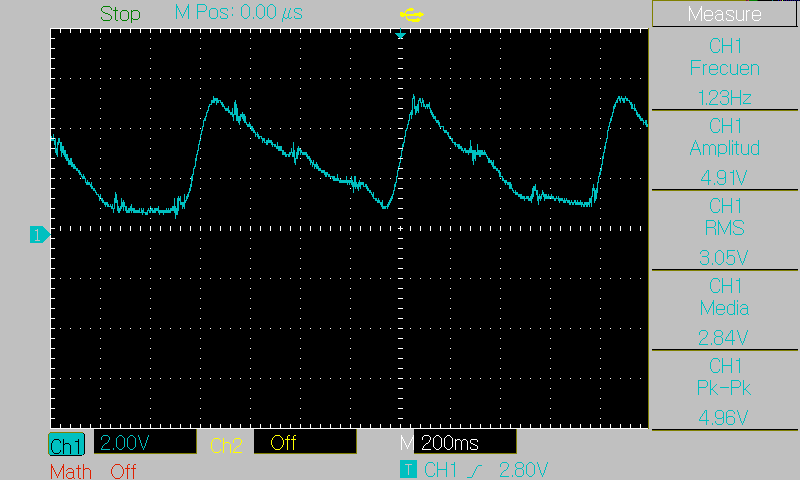 Stop M Pos: 0.00 µs Measure
CH1
Frecuen
1.23Hz
CH1
Amplitud
4.91V
CH1
RMS
3.05V
CH1
Media
2.84V
CH1
Pk-Pk
4.96V
1
Ch1 2.00V Ch2 Off M 200ms
Math Off T CH1 2.80V